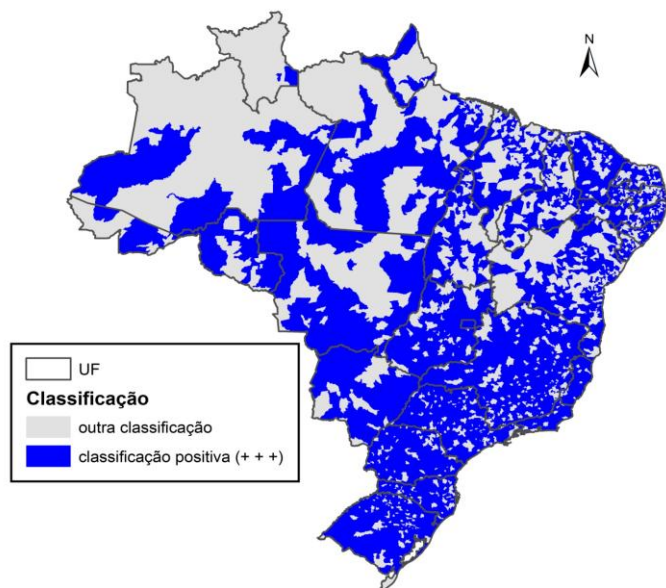 N
UF
Classificação
outra classificação
classificação positiva (+ + +)